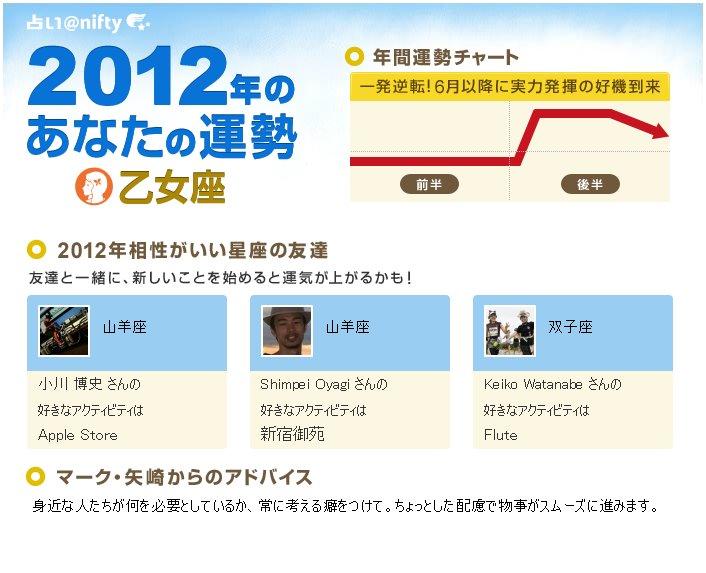 占い@nifty
2012年の
あなたの運勢
乙女座
年間運勢チャート
一発逆転!6月以降に実力発揮の好機到来
前半
後半
2012年相性がいい星座の友達
友達と一緒に、新しいことを始めると運気が上がるかも!
山羊座
小川 博史 さんの
好きなアクティビティは
Apple Store
山羊座
Shimpei Oyagi さんの
好きなアクティビティは
新宿御苑
双子座
Keiko Watanabe さんの
好きなアクティビティは
Flute
マーク・矢崎からのアドバイス
身近な人たちが何を必要としているか、常に考える癖をつけて。ちょっとした配慮で物事がスムーズに進みます。